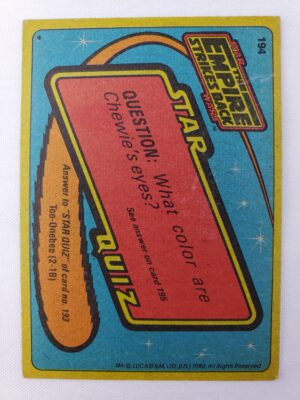 194
STAR WARS
THE
EMPIRE
STRIKES BACK
STAR
QUESTION: What color are
Chewie's eyes?
See answer on card 195
QUIZ
Answer to "STAR QUIZ" of card no. 193
Too-Onebee (2-1B)
TM: © LUCASFILM, LTD. (LFL) 1980. All Rights Reserved